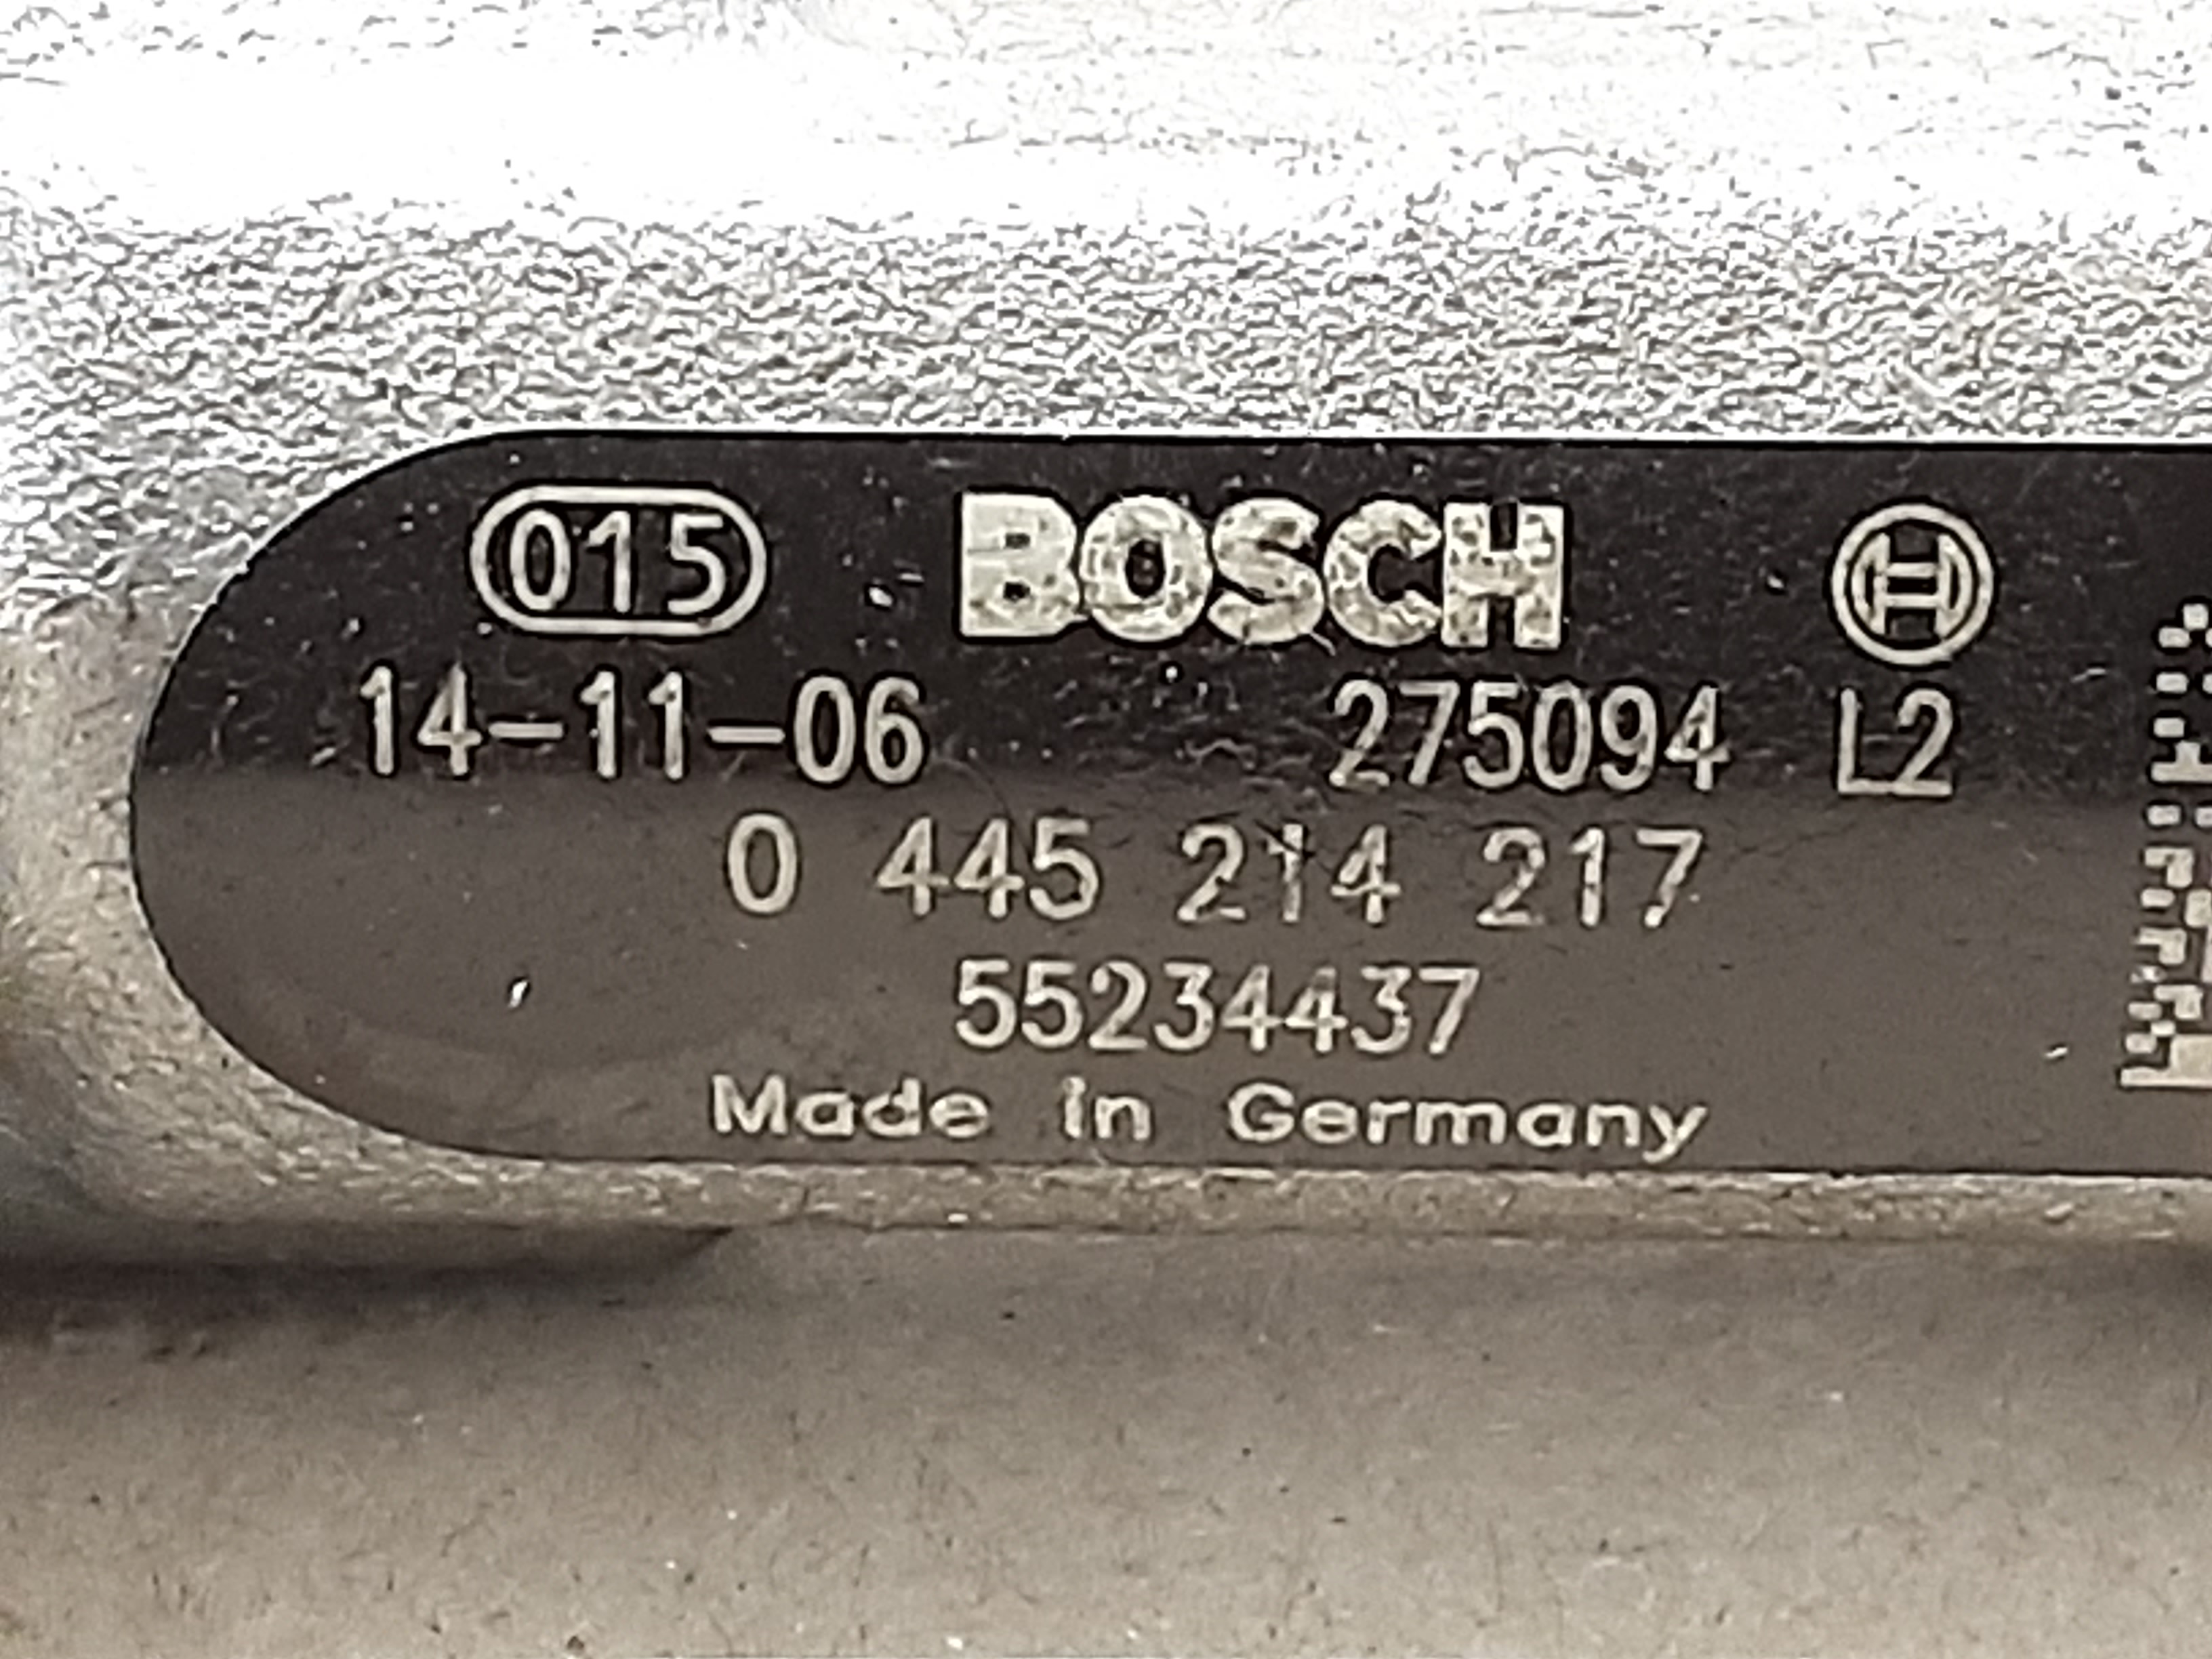 015 BOSCH
14-11-06 275094 L2
0 445 214 217
55234437
Made in Germany